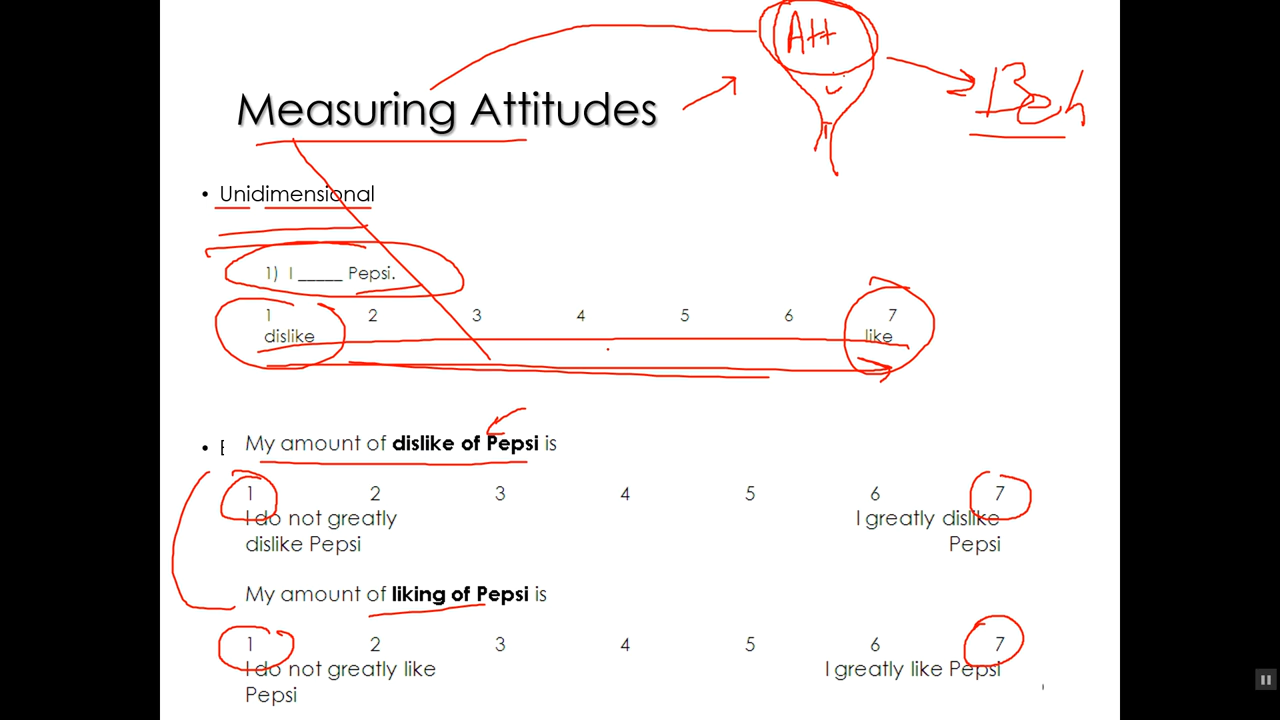 Att
Beh
Measuring Attitudes
• Unidimensional
1) I _____ Pepsi.
1 2 3 4 5 6 7
dislike like
• My amount of dislike of Pepsi is
1 2 3 4 5 6 7
I do not greatly I greatly dislike
dislike Pepsi Pepsi
My amount of liking of Pepsi is
1 2 3 4 5 6 7
I do not greatly like I greatly like Pepsi
Pepsi